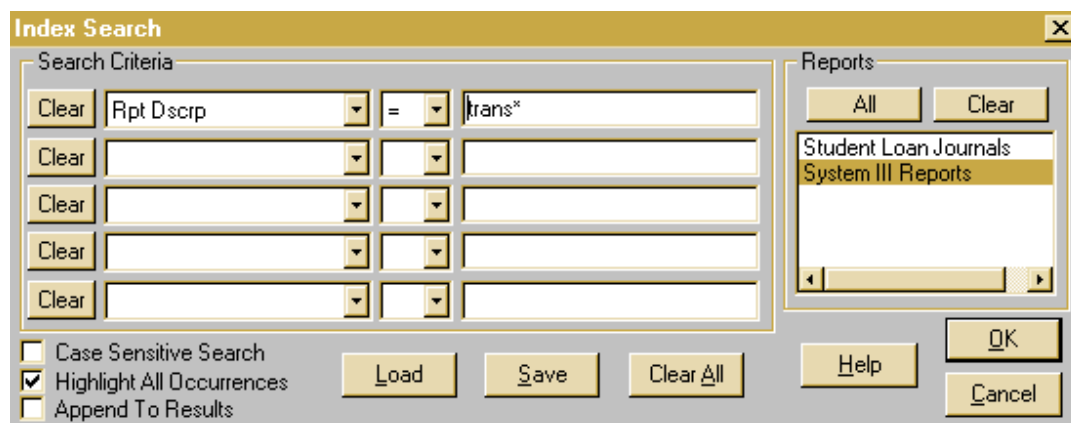 Index Search
Search Criteria
Clear Rpt Dscrp = trans*
Clear
Clear
Clear
Clear
Reports
All Clear
Student Loan Journals
System III Reports
Case Sensitive Search
Highlight All Occurrences
Append To Results
Load Save Clear All
Help
OK
Cancel